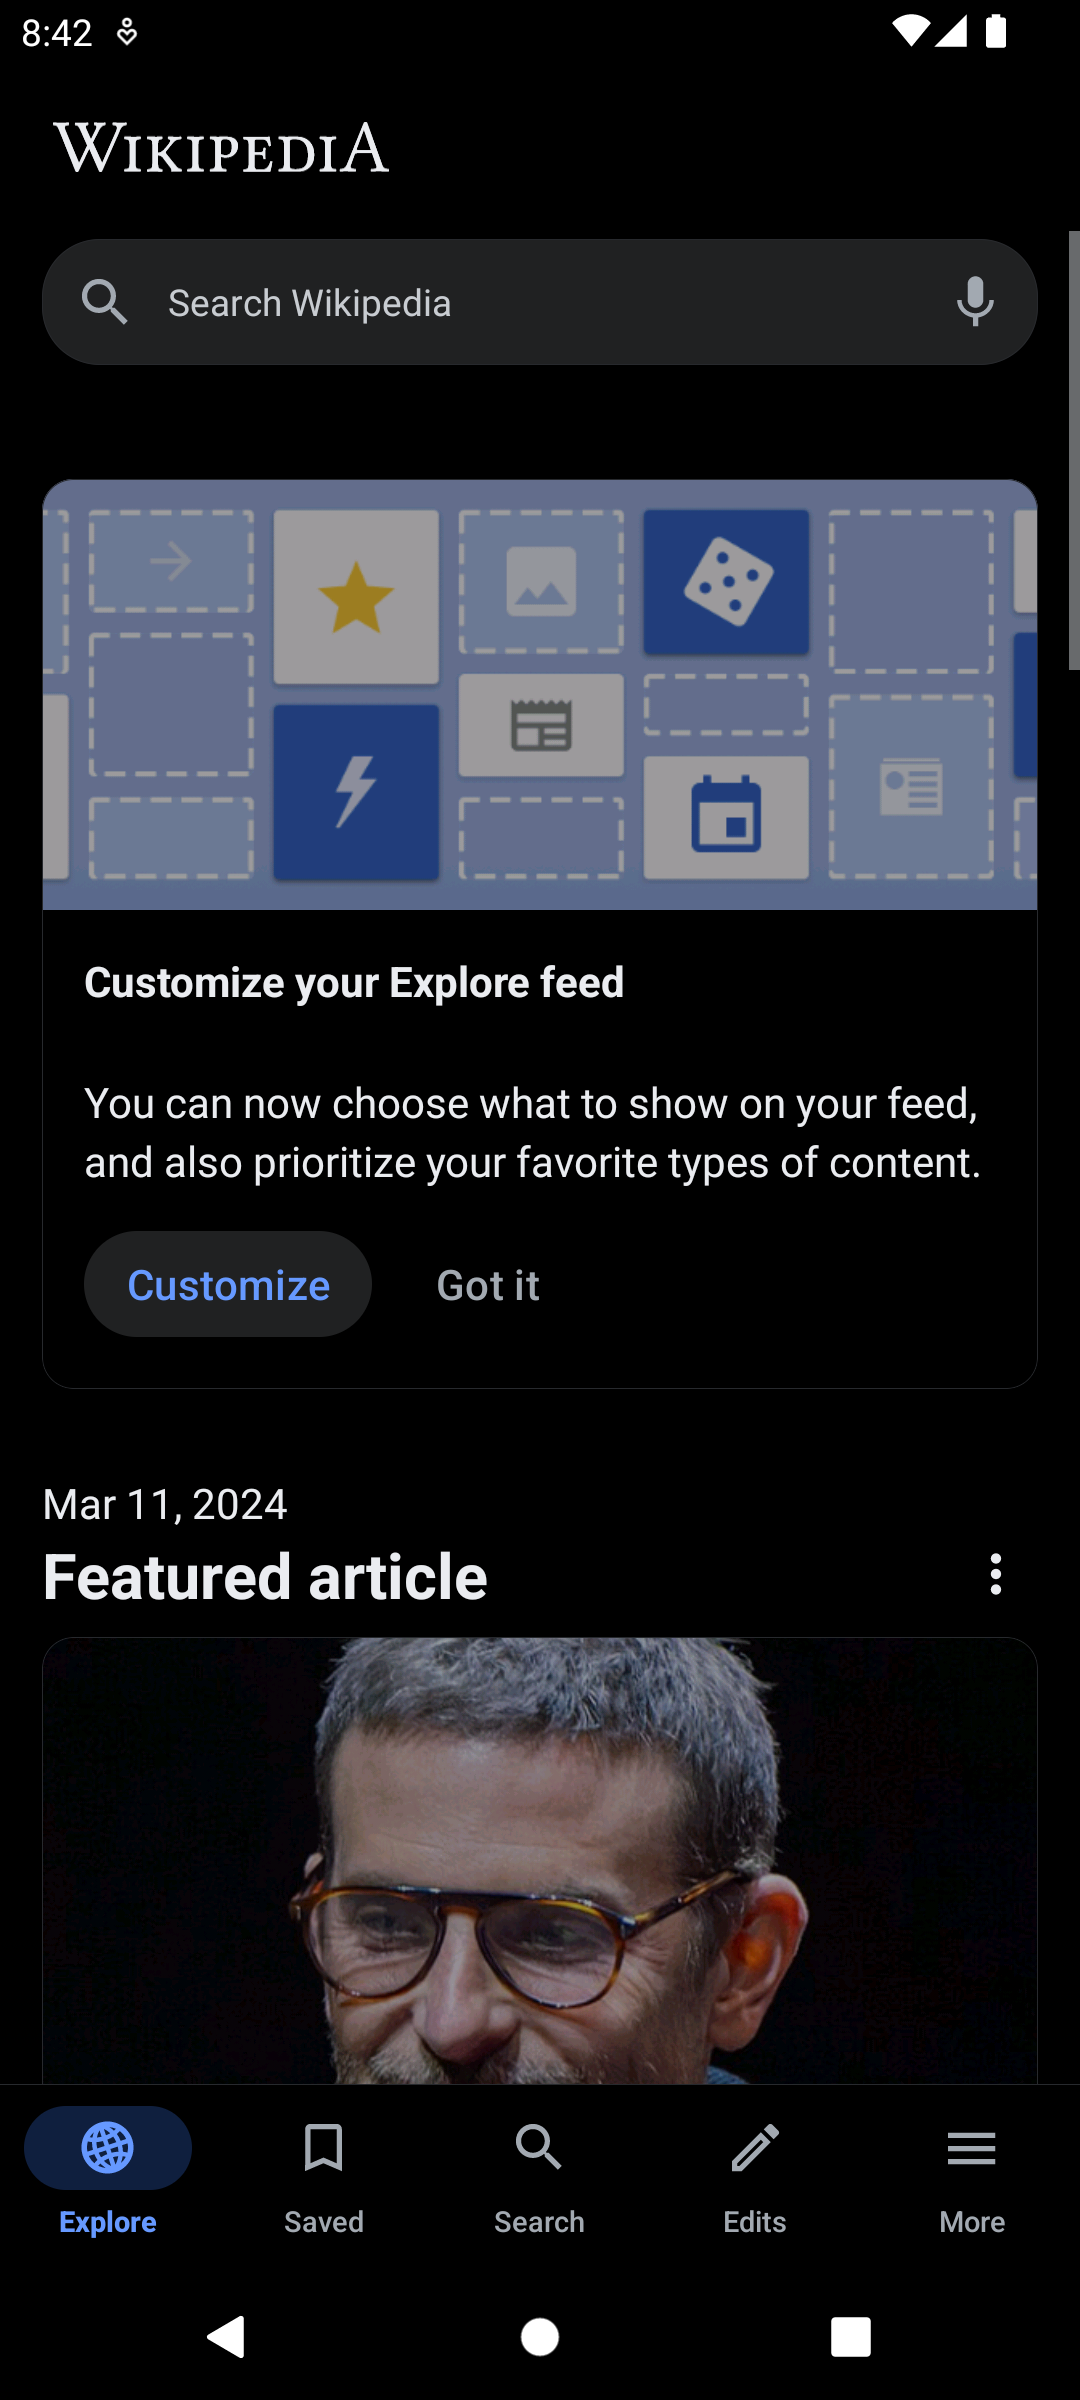 8:42
WIKIPEDIA
Search Wikipedia
Customize your Explore feed
You can now choose what to show on your feed,
and also prioritize your favorite types of content.
Customize Got it
Mar 11, 2024
Featured article
Explore Saved Search Edits More